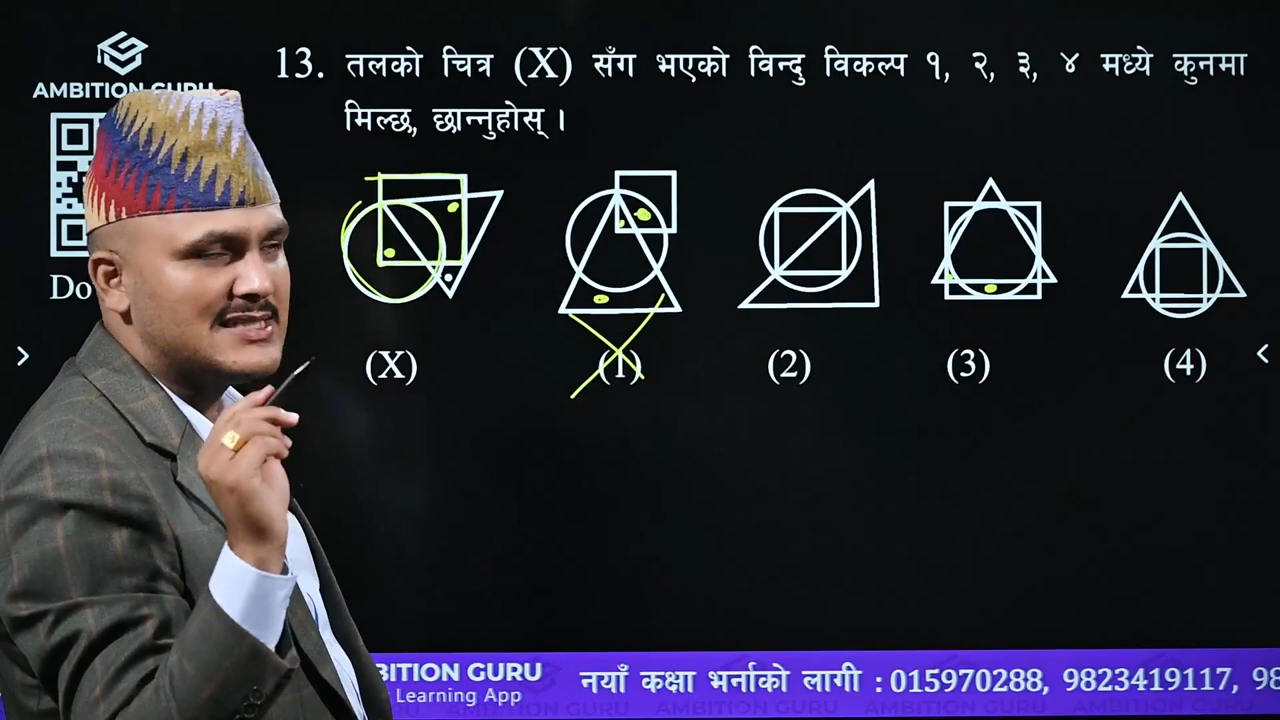 AMBITION GURU
13. तलको चित्र (X) सँग भएको विन्दु विकल्प १, २, ३, ४ मध्ये कुनमा
मिल्छ, छान्नुहोस् ।
Do
(X) (1) (2) (3) (4)
BITION GURU
Learning App
नयाँ कक्षा भर्नाको लागी : 015970288, 9823419117, 98